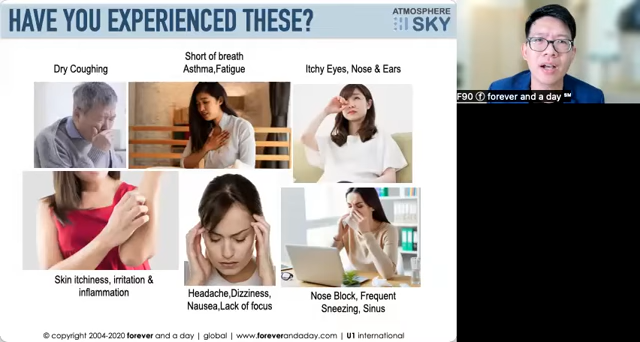 HAVE YOU EXPERIENCED THESE?
ATMOSPHERE
SKY
Dry Coughing
Short of breath
Asthma,Fatigue
Itchy Eyes, Nose & Ears
F90 forever and a day
Skin itchiness, irritation &
inflammation
Headache,Dizziness,
Nausea,Lack of focus
Nose Block, Frequent
Sneezing, Sinus
© copyright 2004-2020 forever and a day | global | www.foreverandaday.com | U1 international